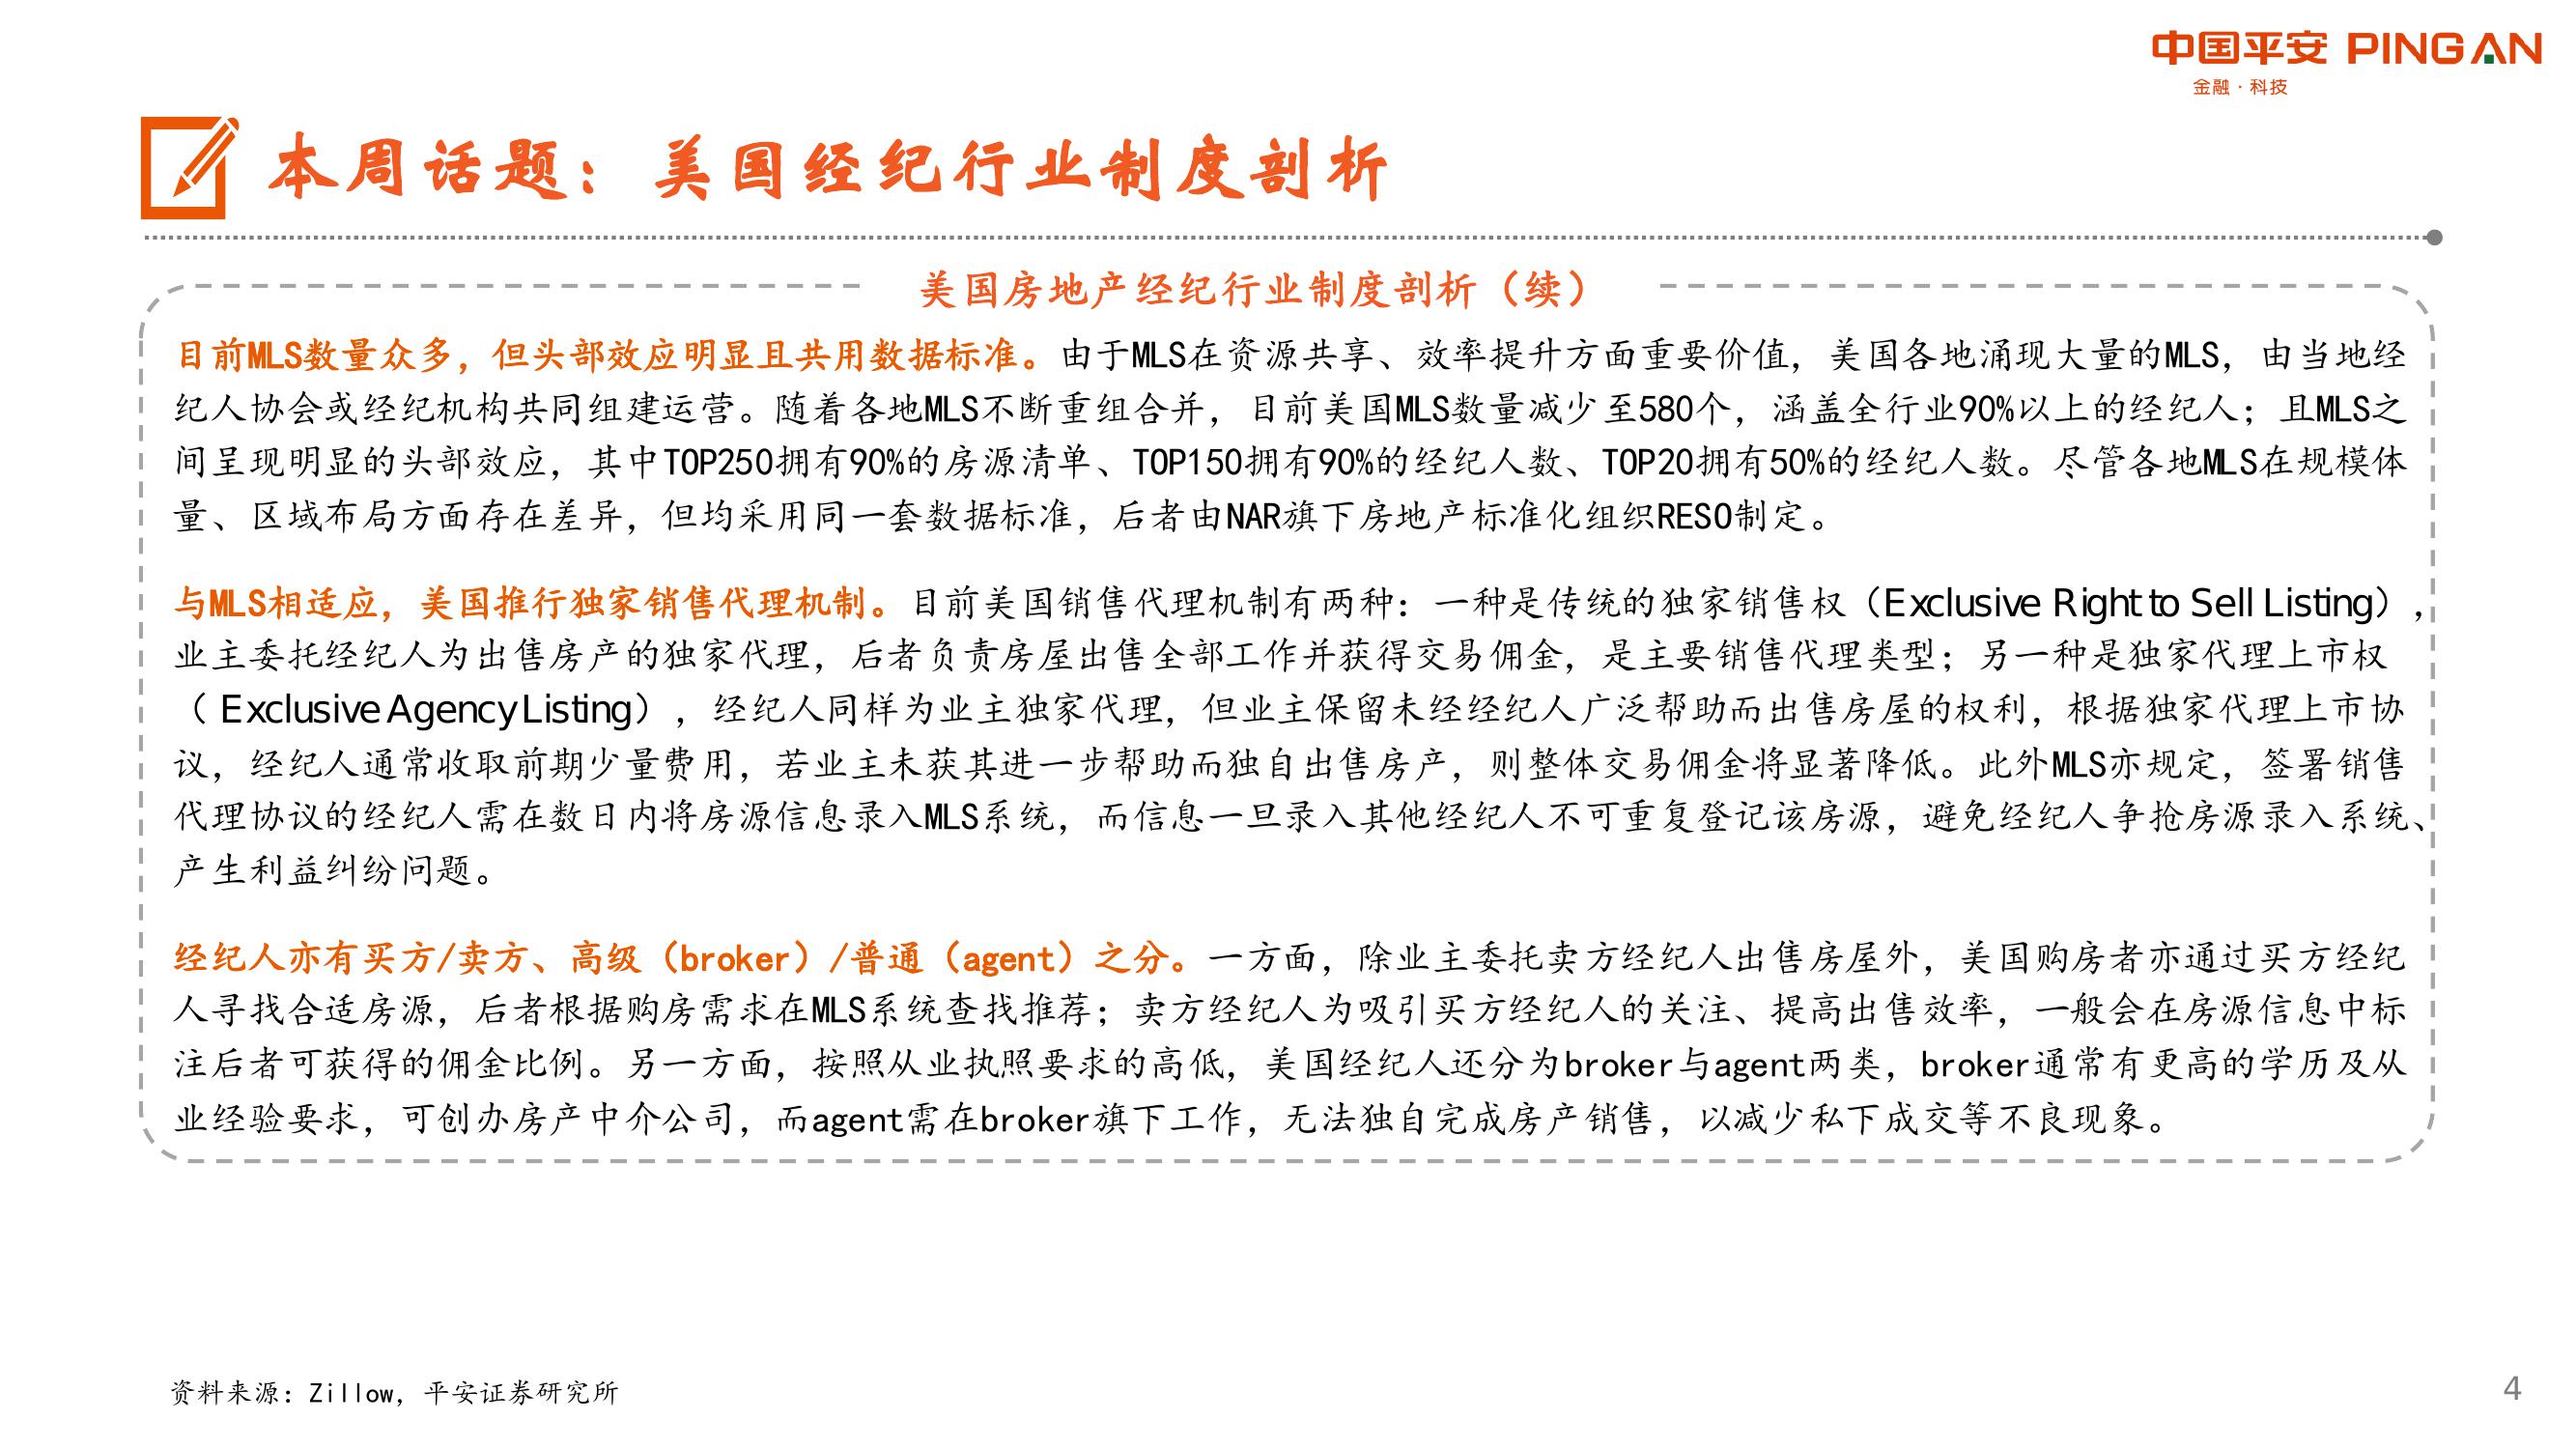 中国平安 PINGAN
金融·科技
本周话题：美国经纪行业制度剖析
美国房地产经纪行业制度剖析（续）
目前MLS数量众多，但头部效应明显且共用数据标准。由于MLS在资源共享、效率提升方面重要价值，美国各地涌现大量的MLS，由当地经
纪人协会或经纪机构共同组建运营。随着各地MLS不断重组合并，目前美国MLS数量减少至580个，涵盖全行业90%以上的经纪人；且MLS之
间呈现明显的头部效应，其中TOP250拥有90%的房源清单、TOP150拥有90%的经纪人数、TOP20拥有50%的经纪人数。尽管各地MLS在规模体
量、区域布局方面存在差异，但均采用同一套数据标准，后者由NAR旗下房地产标准化组织RESO制定。
与MLS相适应，美国推行独家销售代理机制。目前美国销售代理机制有两种：一种是传统的独家销售权（Exclusive Right to Sell Listing），
业主委托经纪人为出售房产的独家代理，后者负责房屋出售全部工作并获得交易佣金，是主要销售代理类型；另一种是独家代理上市权
（ Exclusive Agency Listing），经纪人同样为业主独家代理，但业主保留未经经纪人广泛帮助而出售房屋的权利，根据独家代理上市协
议，经纪人通常收取前期少量费用，若业主未获其进一步帮助而独自出售房产，则整体交易佣金将显著降低。此外MLS亦规定，签署销售
代理协议的经纪人需在数日内将房源信息录入MLS系统，而信息一旦录入其他经纪人不可重复登记该房源，避免经纪人争抢房源录入系统、
产生利益纠纷问题。
经纪人亦有买方/卖方、高级（broker）/普通（agent）之分。一方面，除业主委托卖方经纪人出售房屋外，美国购房者亦通过买方经纪
人寻找合适房源，后者根据购房需求在MLS系统查找推荐；卖方经纪人为吸引买方经纪人的关注、提高出售效率，一般会在房源信息中标
注后者可获得的佣金比例。另一方面，按照从业执照要求的高低，美国经纪人还分为broker与agent两类，broker通常有更高的学历及从
业经验要求，可创办房产中介公司，而agent需在broker旗下工作，无法独自完成房产销售，以减少私下成交等不良现象。
资料来源：Zillow，平安证券研究所
4